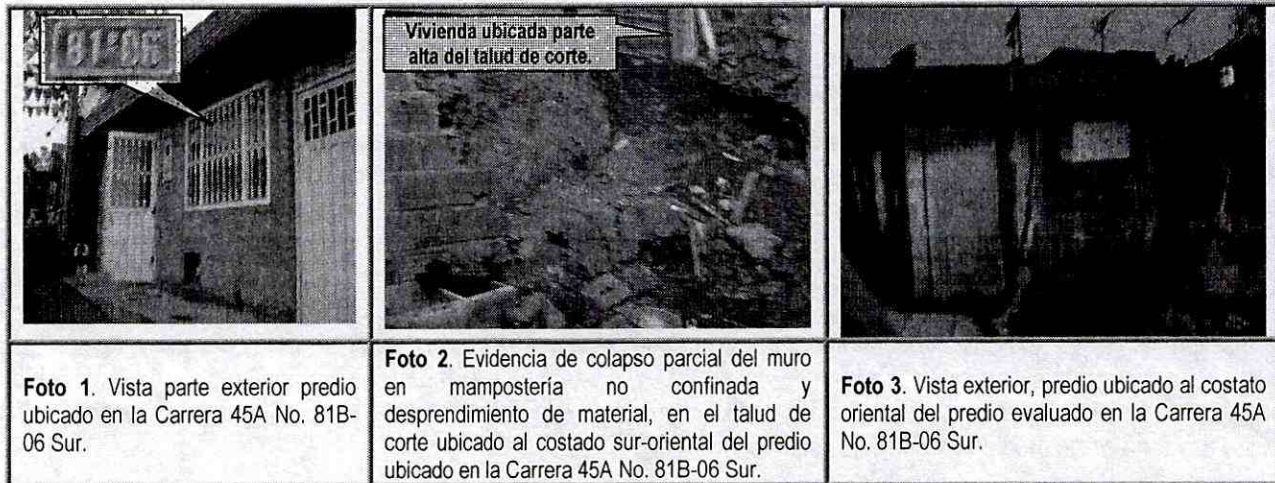 81-06
Vivienda ubicada parte
alta del talud de corte.
Foto 1. Vista parte exterior predio
ubicado en la Carrera 45A No. 81B-
06 Sur.
Foto 2. Evidencia de colapso parcial del muro
en mampostería no confinada y
desprendimiento de material, en el talud de
corte ubicado al costado sur-oriental del predio
ubicado en la Carrera 45A No. 81B-06 Sur.
Foto 3. Vista exterior, predio ubicado al costato
oriental del predio evaluado en la Carrera 45A
No. 81B-06 Sur.